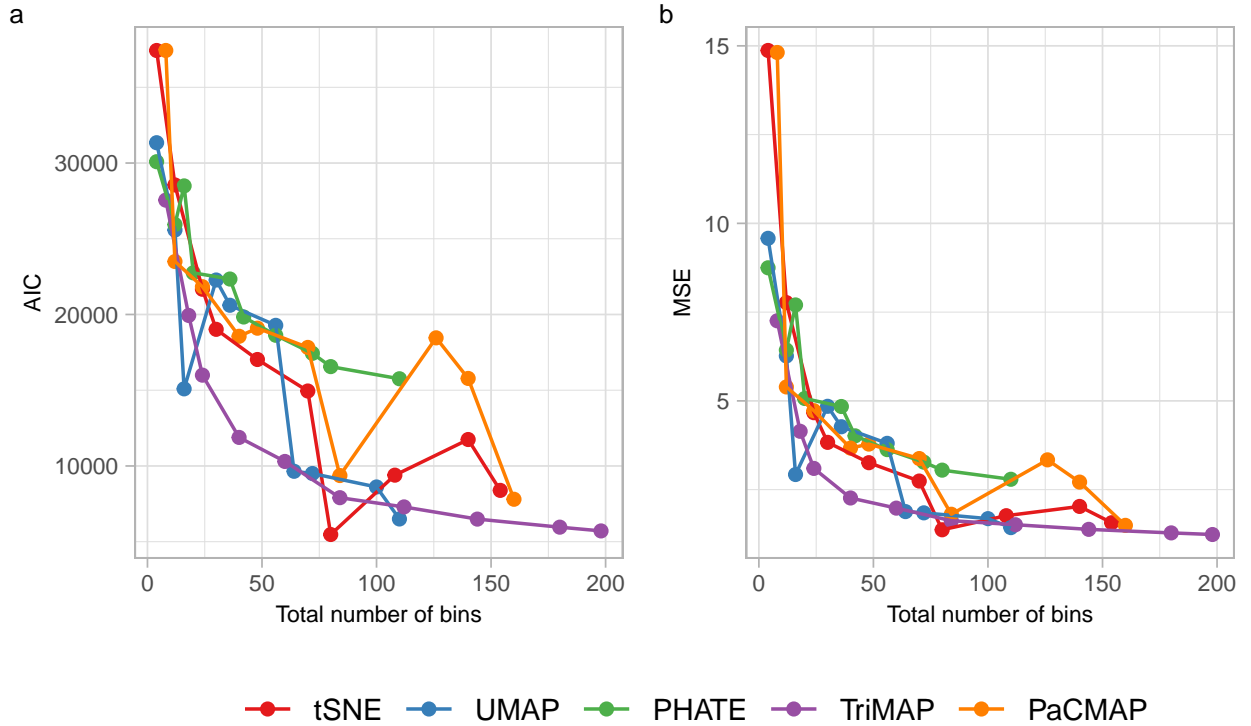 a
b
AIC
30000
20000
10000
0
50
100
150
200
Total number of bins
MSE
15
10
5
0
50
100
150
200
Total number of bins
tSNE
UMAP
PHATE
TriMAP
PaCMAP